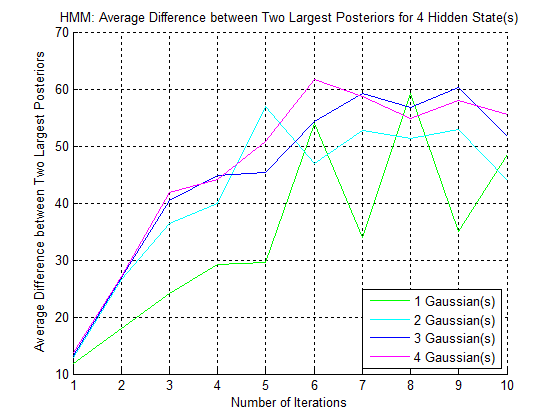 HMM: Average Difference between Two Largest Posteriors for 4 Hidden State(s)
Average Difference between Two Largest Posteriors
70
60
50
40
30
20
10
1 Gaussian(s)
2 Gaussian(s)
3 Gaussian(s)
4 Gaussian(s)
1 2 3 4 5 6 7 8 9 10
Number of Iterations